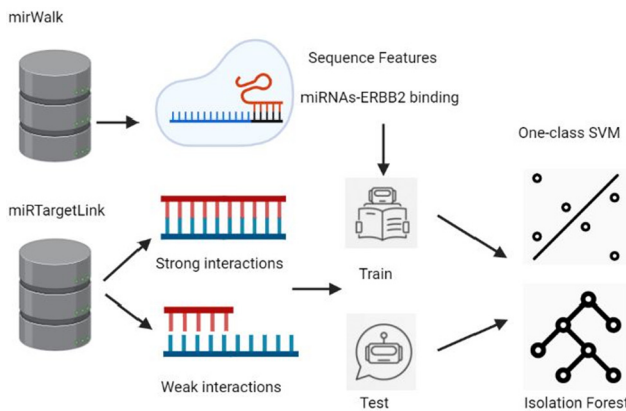 mirWalk
Sequence Features
miRNAs-ERBB2 binding
One-class SVM
miRTargetLink
Strong interactions
Train
Weak interactions
Test
Isolation Forest